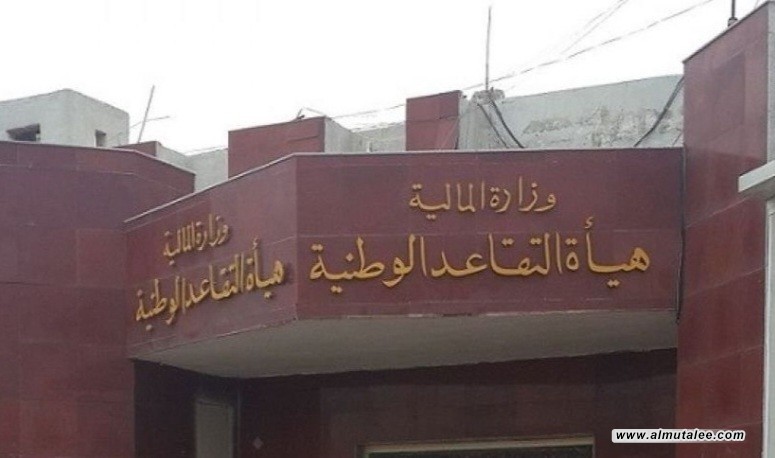 وزارة المالية
هيأة التقاعد الوطنية
وزارة المالية
هيأة التقاعد الوطنية
www.almutalee.com